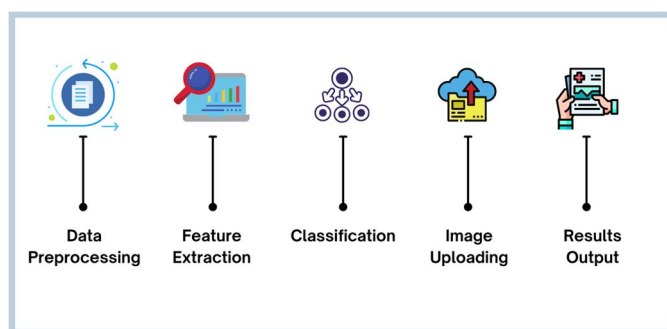 Data
Preprocessing
Feature
Extraction
Classification
Image
Uploading
Results
Output